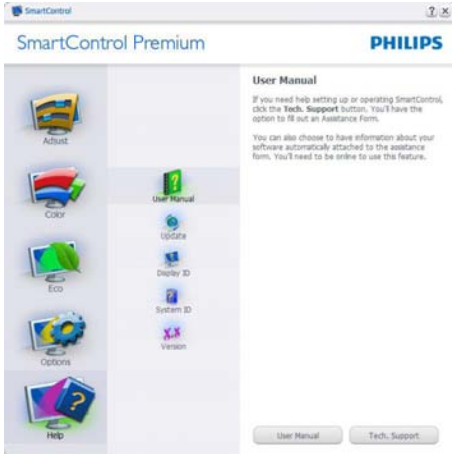 SmartControl
SmartControl Premium
PHILIPS
Adjust
Color
Eco
Options
Help
User Manual
Update
Display ID
System ID
X.X
Version
User Manual
If you need help setting up or operating SmartControl,
click the Tech. Support button. You'll have the
option to fill out an Assistance Form.
You can also choose to have information about your
software automatically attached to the assistance
form. You'll need to be online to use this feature.
User Manual
Tech. Support